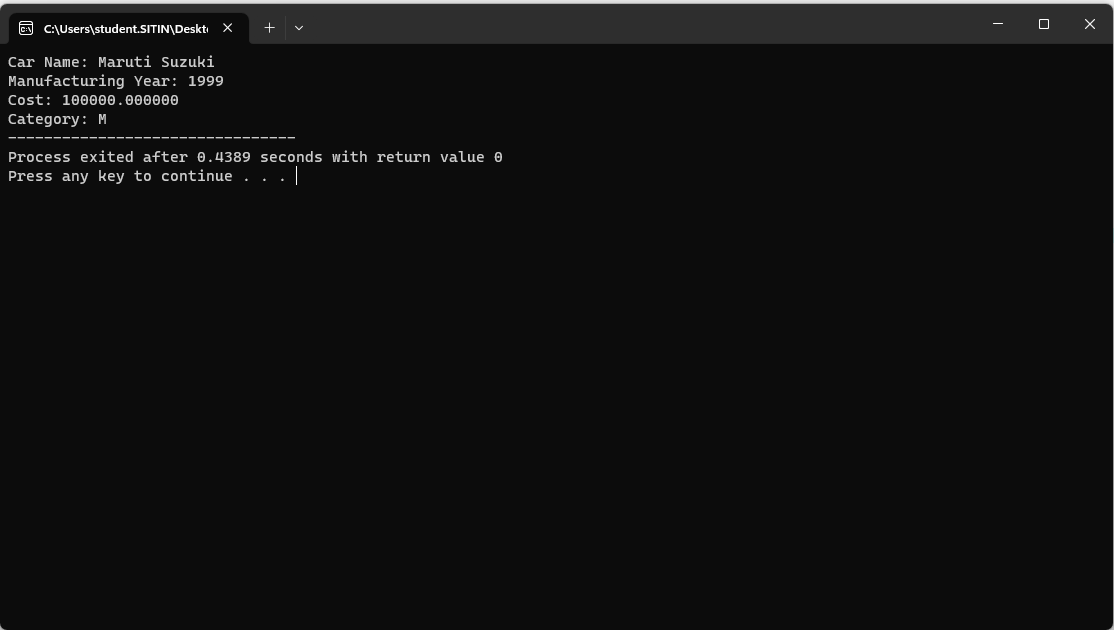 C:\Users\student.SITIN\Deskt
Car Name: Maruti Suzuki
Manufacturing Year: 1999
Cost: 100000.000000
Category: M
--------------------------------
Process exited after 0.4389 seconds with return value 0
Press any key to continue . . .